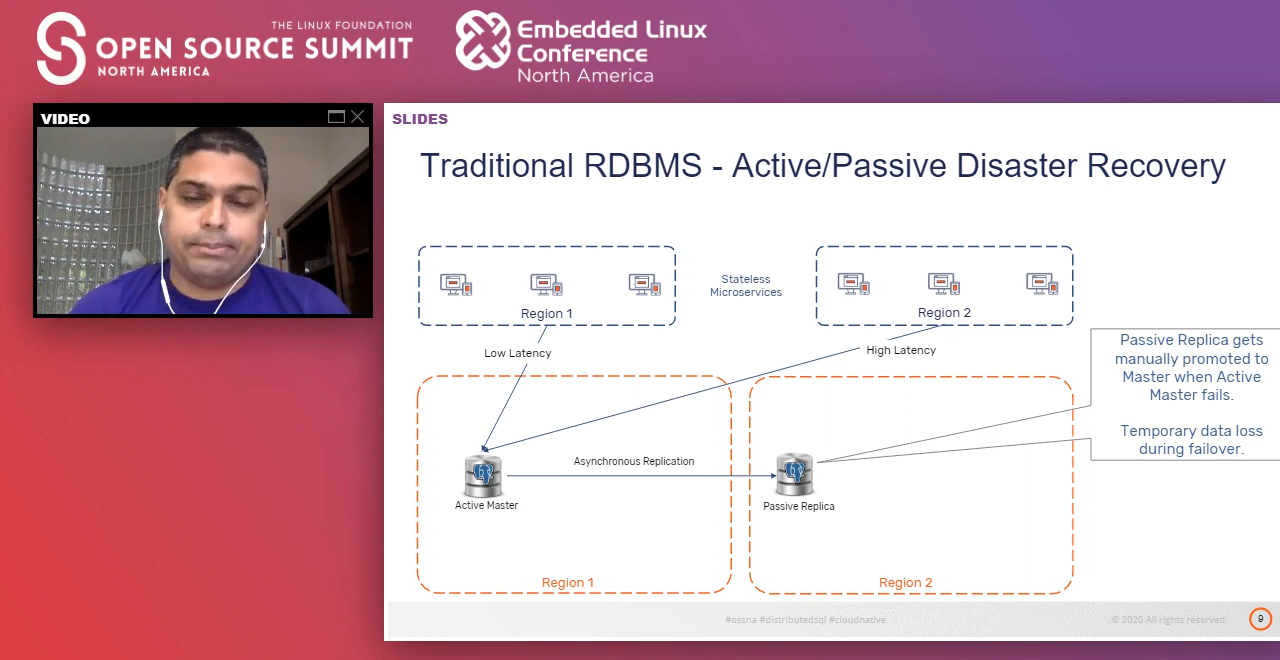 THE LINUX FOUNDATION
OPEN SOURCE SUMMIT
NORTH AMERICA
Embedded Linux
Conference
North America
VIDEO
SLIDES
Traditional RDBMS - Active/Passive Disaster Recovery
Region 1
Stateless
Microservices
Region 2
Low Latency
High Latency
Passive Replica gets
manually promoted to
Master when Active
Master fails.
Temporary data loss
during failover.
Asynchronous Replication
Active Master
Passive Replica
Region 1
Region 2
#ossna #distributedsql #cloudnative
© 2020 All rights reserved.
9